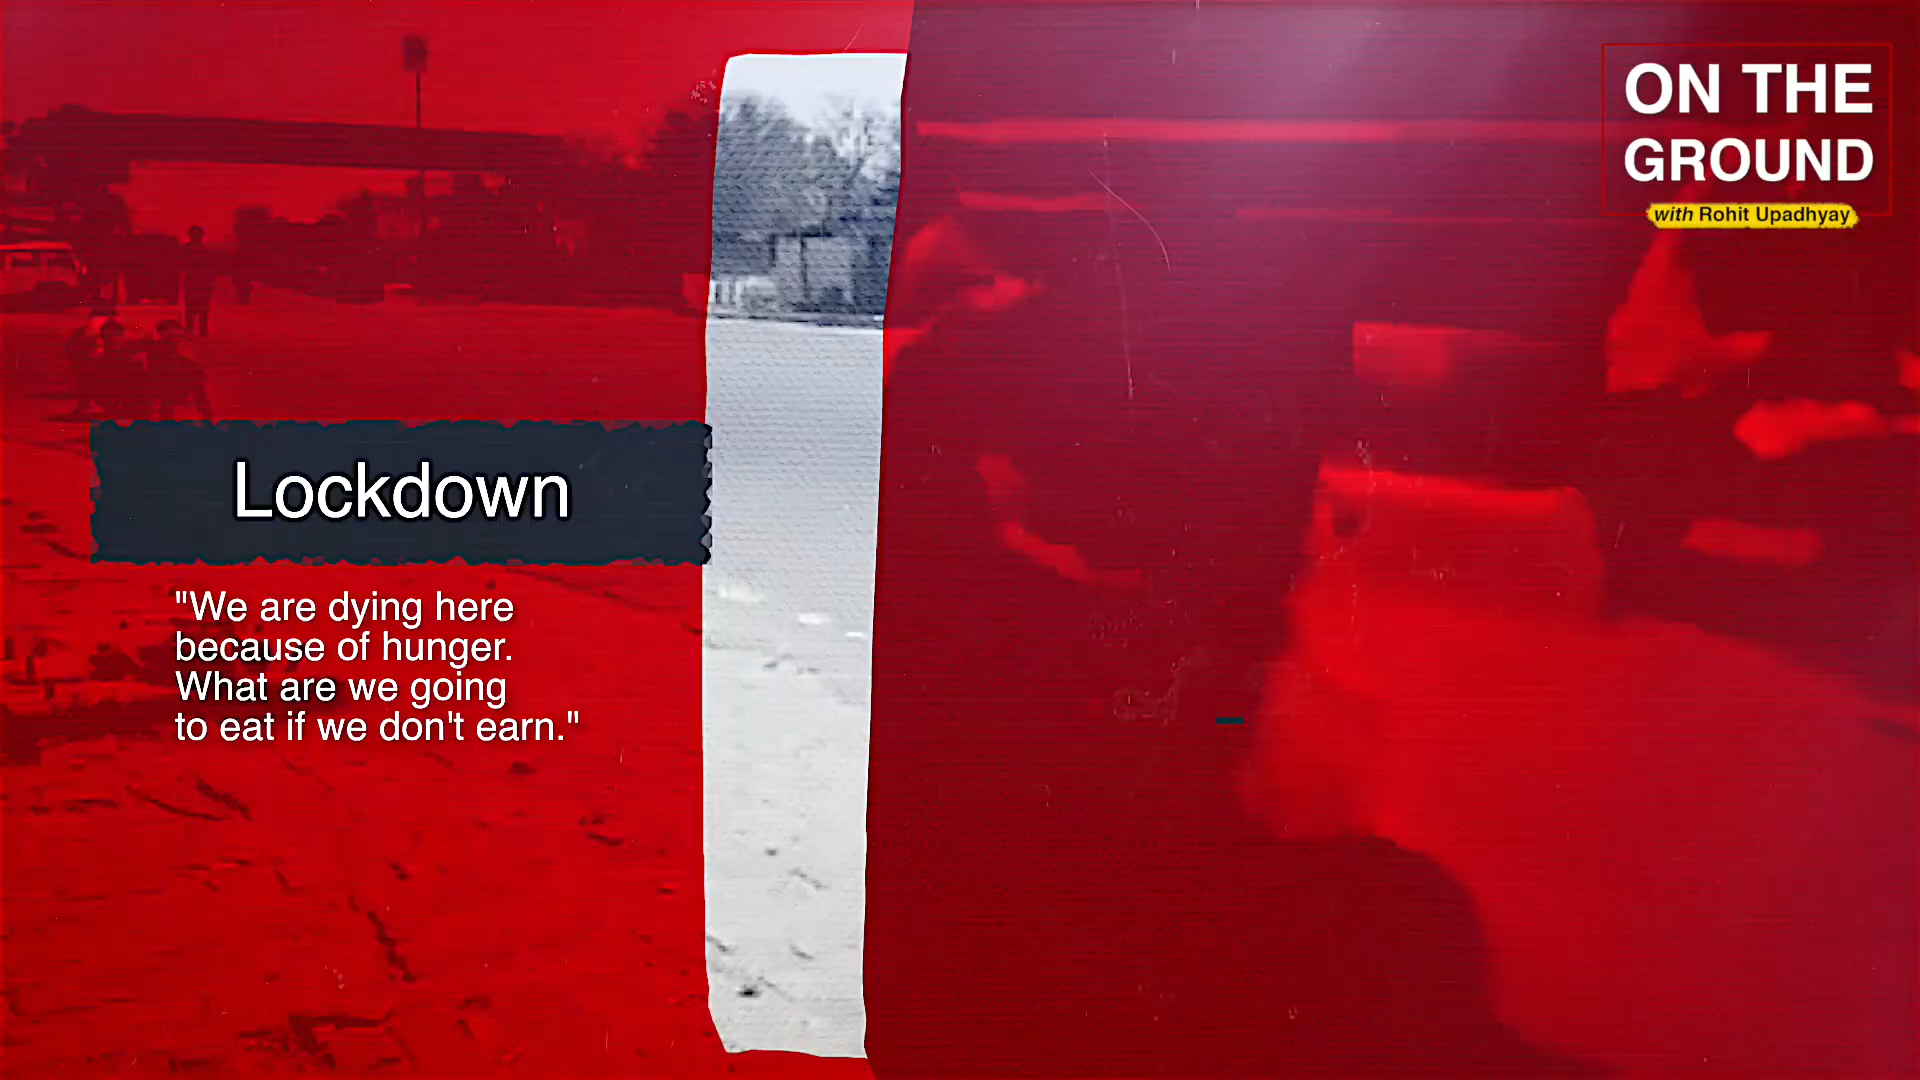 ON THE
GROUND
with Rohit Upadhyay
Lockdown
"We are dying here
because of hunger.
What are we going
to eat if we don't earn."